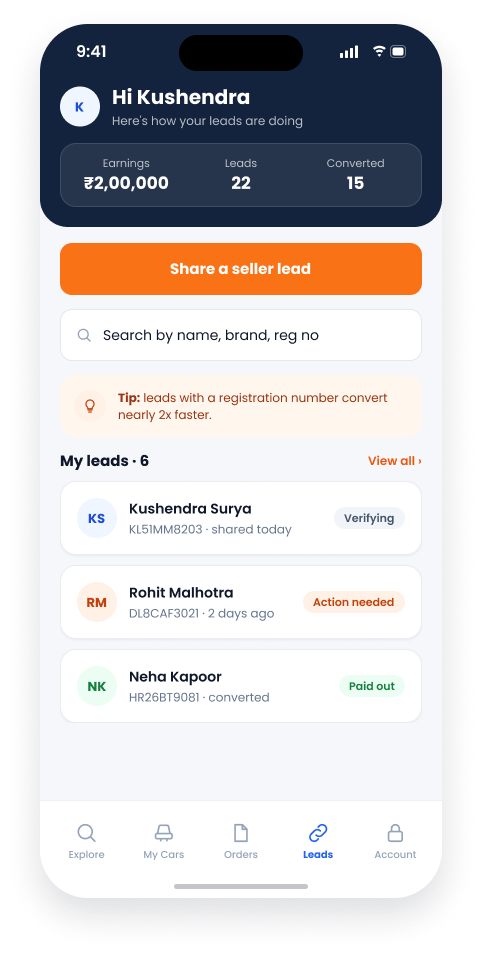 9:41
K
Hi Kushendra
Here's how your leads are doing
Earnings
₹2,00,000
Leads
22
Converted
15
Share a seller lead
Search by name, brand, reg no
Tip: leads with a registration number convert
nearly 2x faster.
My leads · 6
View all ›
KS
Kushendra Surya
KL51MM8203 · shared today
Verifying
RM
Rohit Malhotra
DL8CAF3021 · 2 days ago
Action needed
NK
Neha Kapoor
HR26BT9081 · converted
Paid out
Explore
My Cars
Orders
Leads
Account